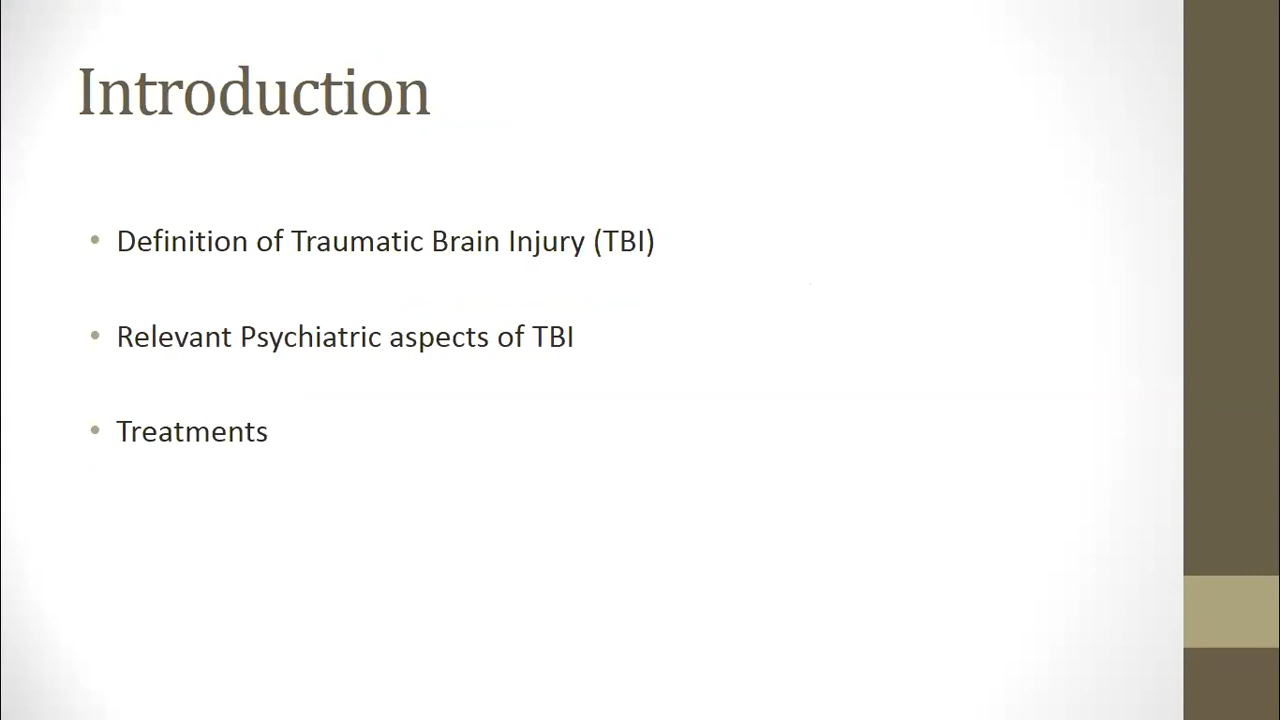 Introduction
• Definition of Traumatic Brain Injury (TBI)
• Relevant Psychiatric aspects of TBI
• Treatments